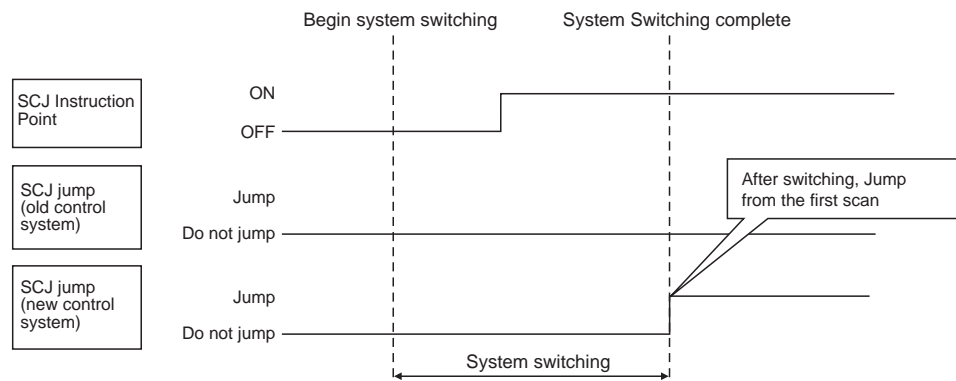 Begin system switching
System Switching complete
SCJ Instruction
Point
ON
OFF
SCJ jump
(old control
system)
Jump
Do not jump
After switching, Jump
from the first scan
SCJ jump
(new control
system)
Jump
Do not jump
System switching